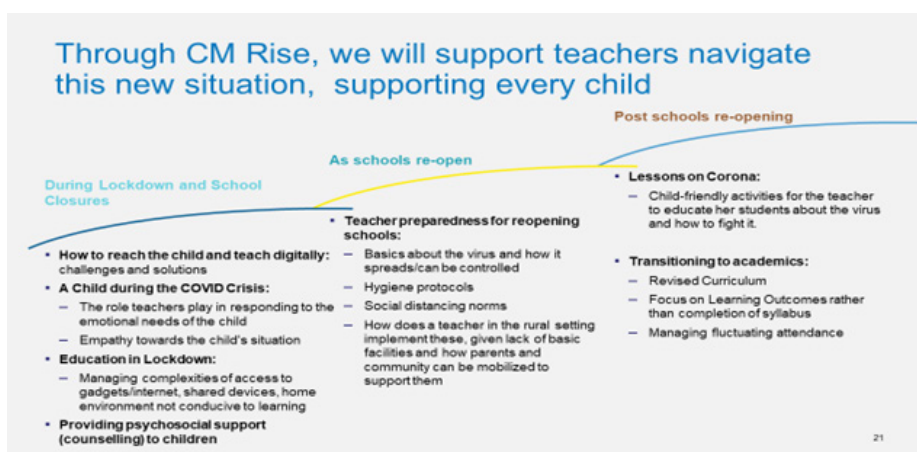 Through CM Rise, we will support teachers navigate
this new situation, supporting every child
During Lockdown and School
Closures
• How to reach the child and teach digitally:
challenges and solutions
• A Child during the COVID Crisis:
– The role teachers play in responding to the
emotional needs of the child
– Empathy towards the child's situation
• Education in Lockdown:
– Managing complexities of access to
gadgets/internet, shared devices, home
environment not conducive to learning
• Providing psychosocial support
(counselling) to children
As schools re-open
• Teacher preparedness for reopening
schools:
– Basics about the virus and how it
spreads/can be controlled
– Hygiene protocols
– Social distancing norms
– How does a teacher in the rural setting
implement these, given lack of basic
facilities and how parents and
community can be mobilized to
support them
Post schools re-opening
• Lessons on Corona:
– Child-friendly activities for the teacher
to educate her students about the virus
and how to fight it.
• Transitioning to academics:
– Revised Curriculum
– Focus on Learning Outcomes rather
than completion of syllabus
– Managing fluctuating attendance
21